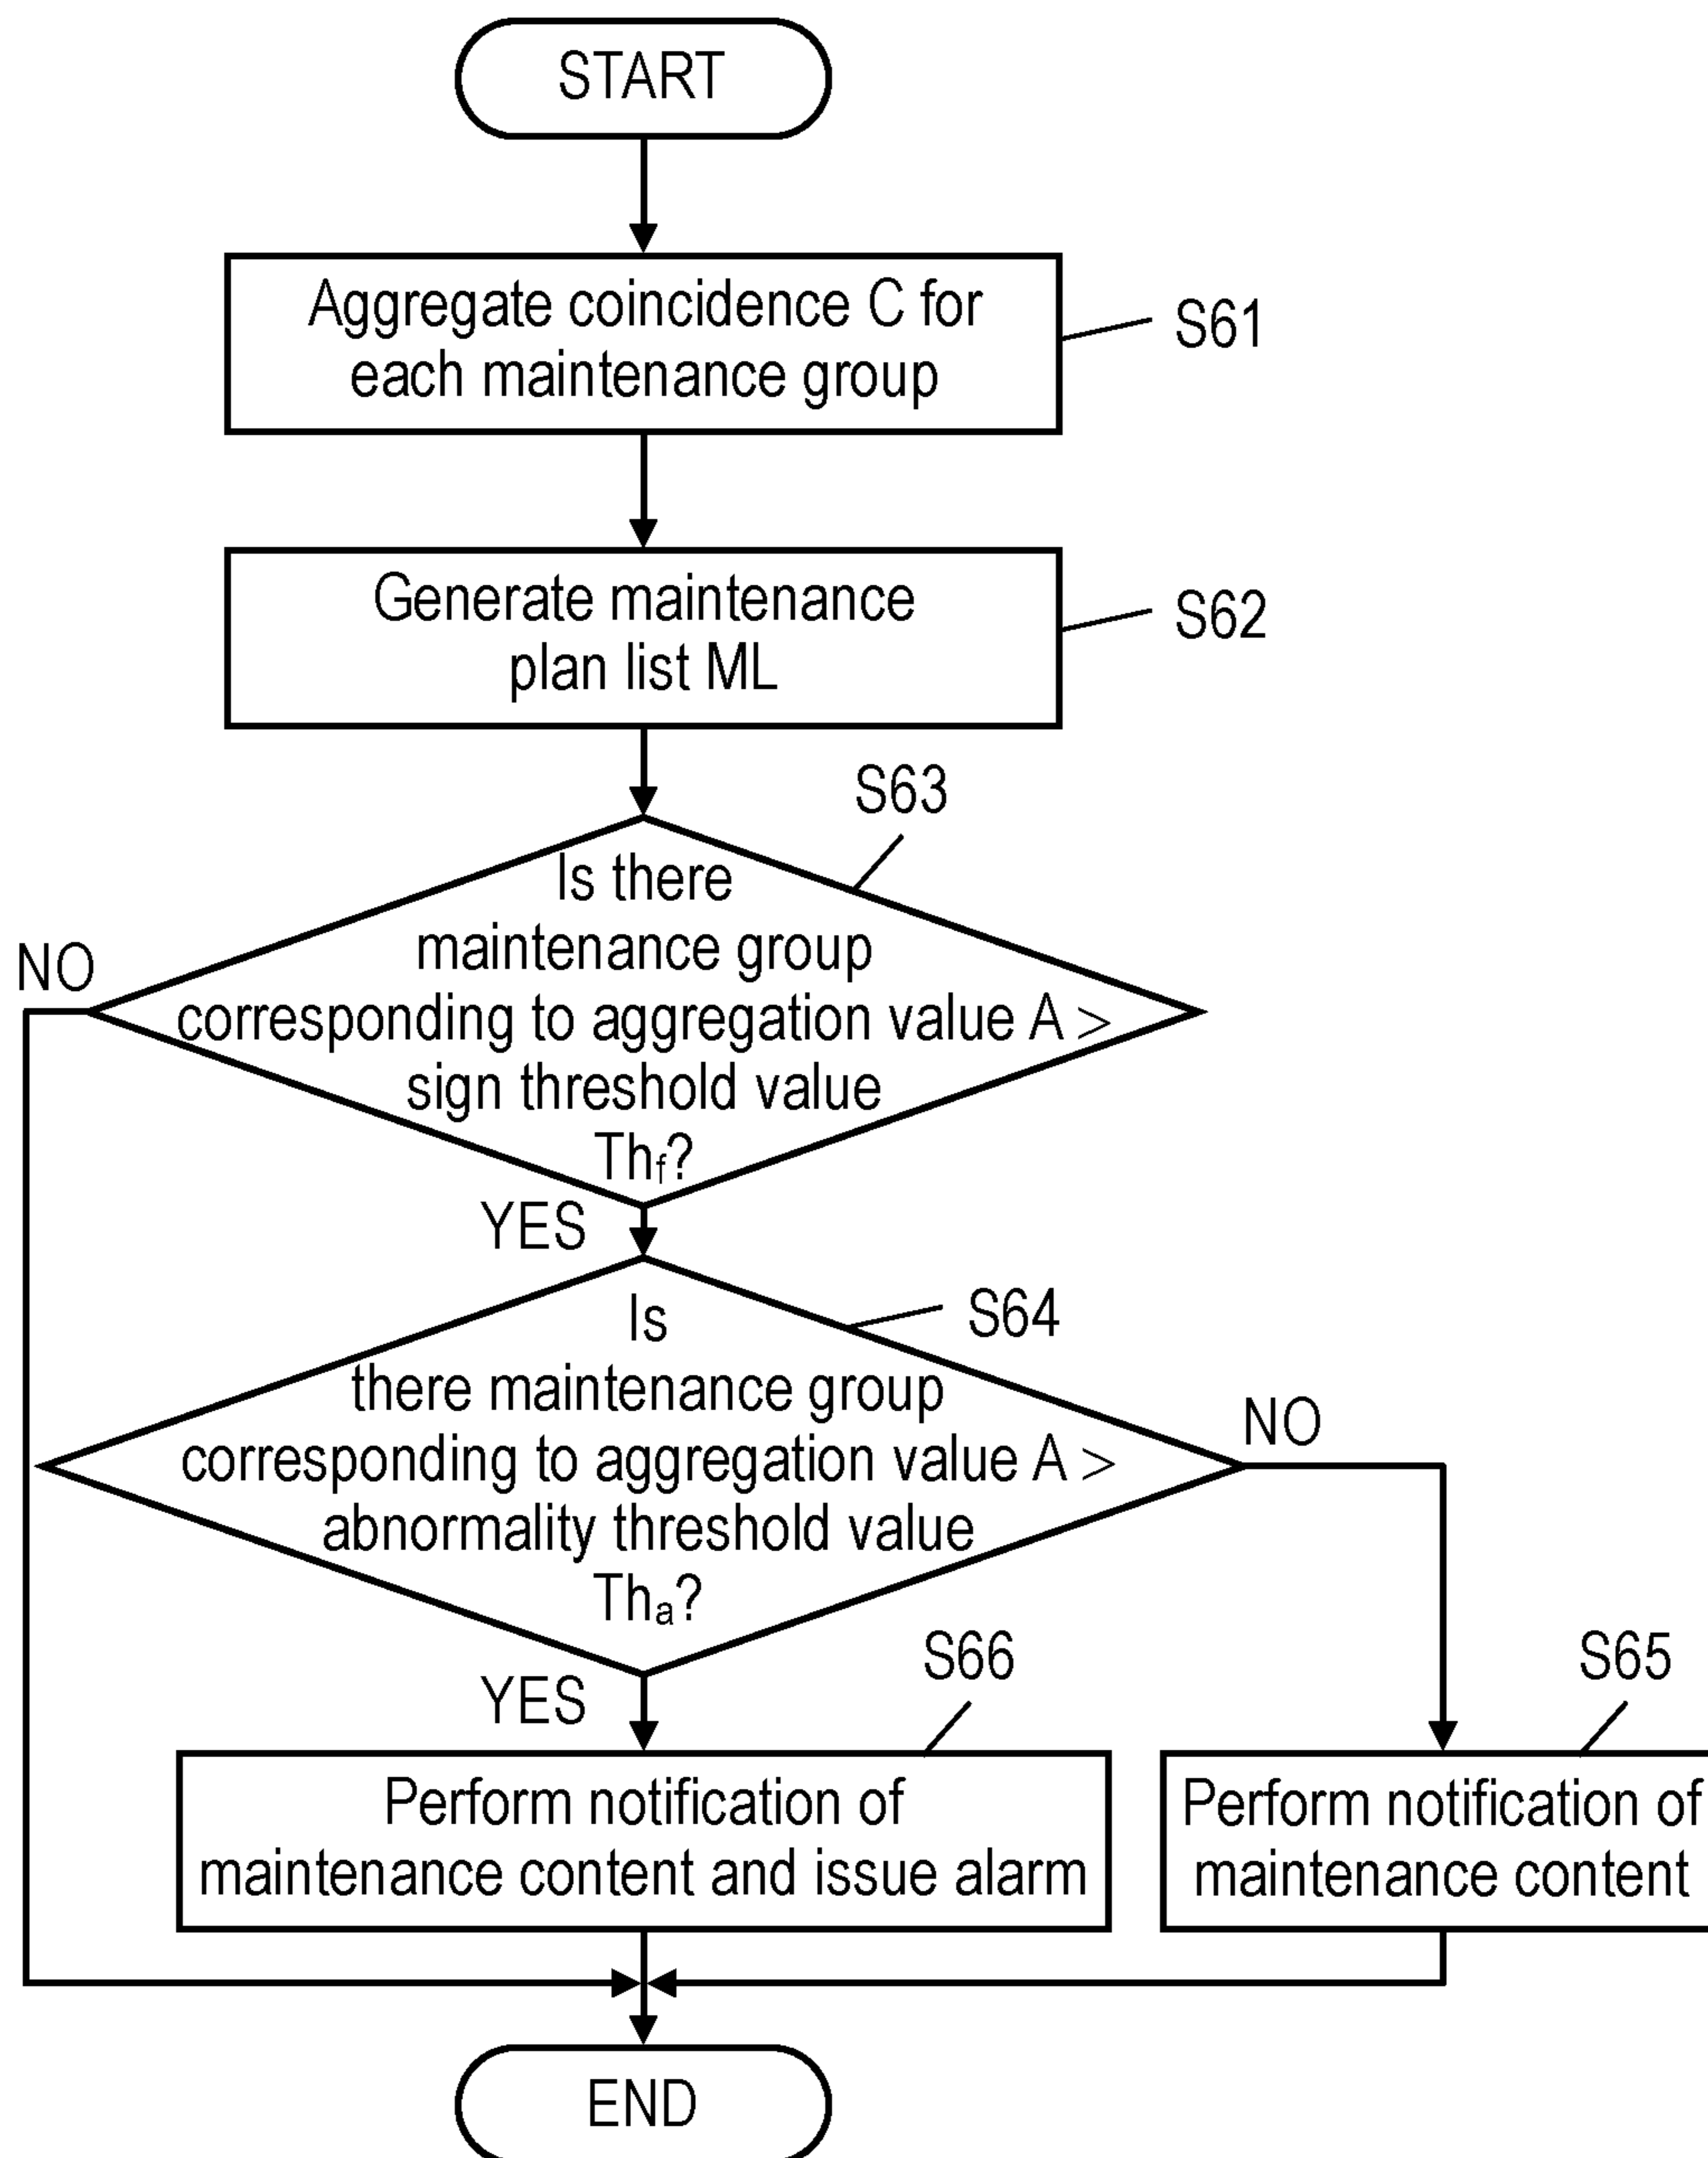 START
Aggregate coincidence C for
each maintenance group
S61
Generate maintenance
plan list ML
S62
S63
Is there
maintenance group
corresponding to aggregation value A >
sign threshold value
Thf?
NO
YES
S64
Is
there maintenance group
corresponding to aggregation value A >
abnormality threshold value
Tha?
NO
YES
S66
Perform notification of
maintenance content and issue alarm
S65
Perform notification of
maintenance content
END